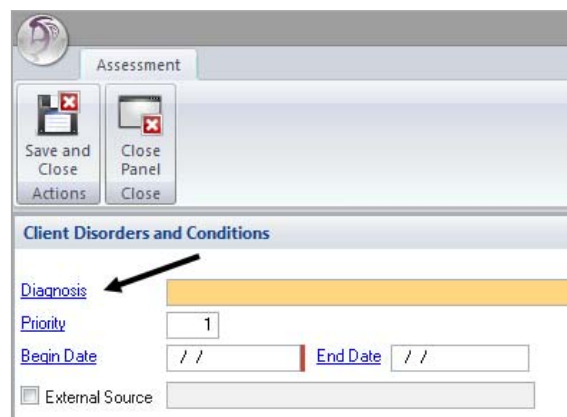 Assessment
Save and Close
Close Panel
Actions
Close
Client Disorders and Conditions
Diagnosis
Priority 1
Begin Date / / End Date / /
External Source